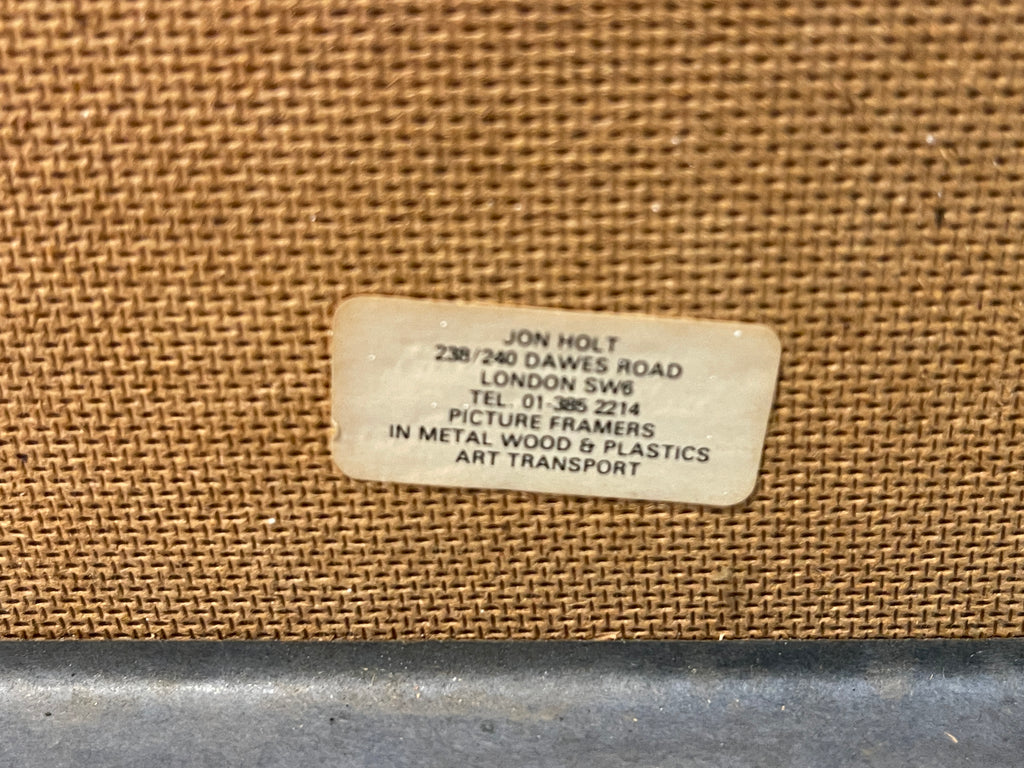 JON HOLT
238/240 DAWES ROAD
LONDON SW6
TEL. 01-385 2214
PICTURE FRAMERS
IN METAL WOOD & PLASTICS
ART TRANSPORT